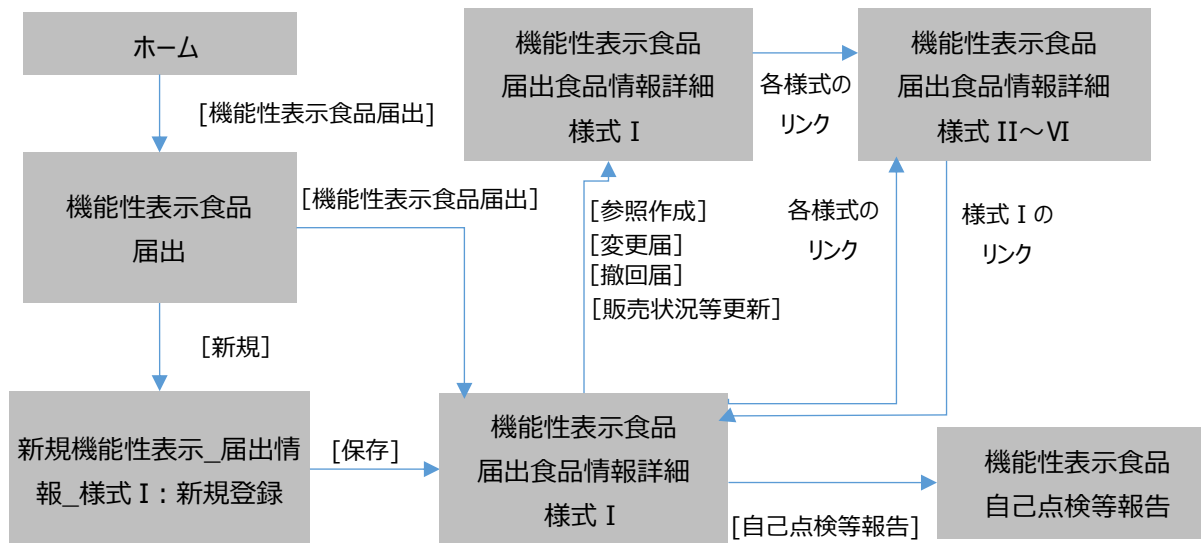 ホーム
[機能性表示食品届出]
機能性表示食品
届出
[機能性表示食品届出]
[新規]
新規機能性表示_届出情
報_様式Ⅰ：新規登録
[保存]
機能性表示食品
届出食品情報詳細
様式Ⅰ
[参照作成]
[変更届]
[撤回届]
[販売状況等更新]
機能性表示食品
届出食品情報詳細
様式Ⅰ
各様式の
リンク
機能性表示食品
届出食品情報詳細
様式Ⅱ～Ⅵ
各様式の
リンク
様式Ⅰの
リンク
[自己点検等報告]
機能性表示食品
自己点検等報告